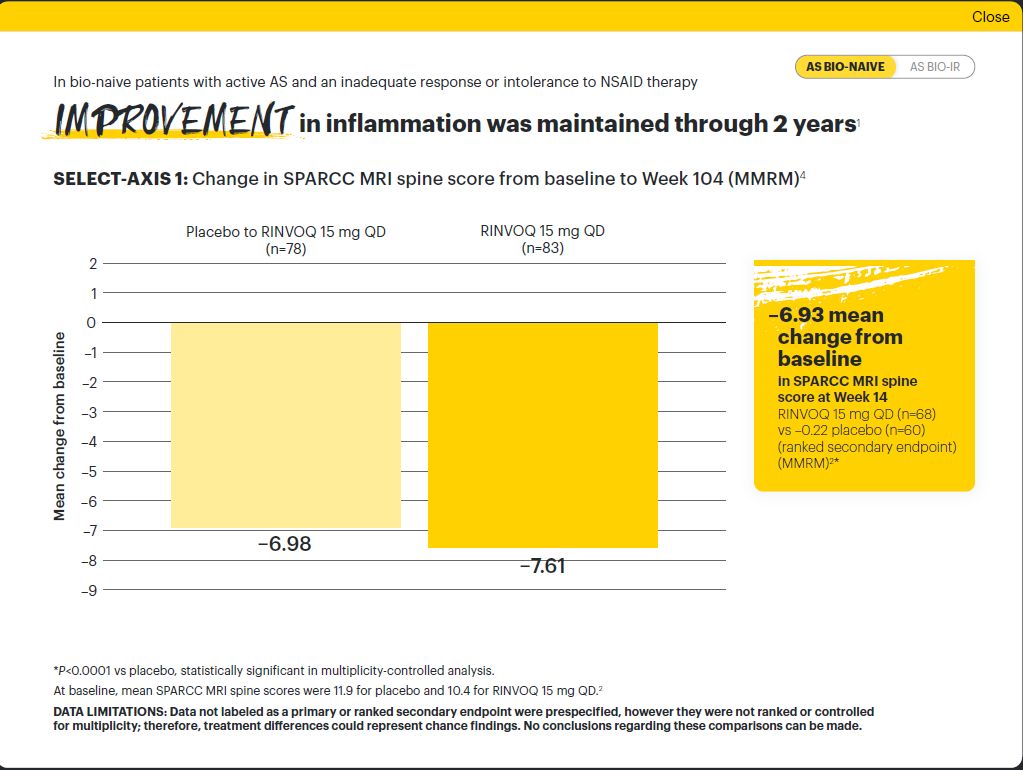 Close
AS BIO-NAIVE AS BIO-IR
In bio-naive patients with active AS and an inadequate response or intolerance to NSAID therapy
IMPROVEMENT in inflammation was maintained through 2 years¹
SELECT-AXIS 1: Change in SPARCC MRI spine score from baseline to Week 104 (MMRM)⁴
Placebo to RINVOQ 15 mg QD
(n=78)
RINVOQ 15 mg QD
(n=83)
Mean change from baseline
2
1
0
–1
–2
–3
–4
–5
–6
–7
–8
–9
–6.98
–7.61
–6.93 mean
change from
baseline
in SPARCC MRI spine
score at Week 14
RINVOQ 15 mg QD (n=68)
vs –0.22 placebo (n=60)
(ranked secondary endpoint)
(MMRM)²*
*P<0.0001 vs placebo, statistically significant in multiplicity-controlled analysis.
At baseline, mean SPARCC MRI spine scores were 11.9 for placebo and 10.4 for RINVOQ 15 mg QD.²
DATA LIMITATIONS: Data not labeled as a primary or ranked secondary endpoint were prespecified, however they were not ranked or controlled
for multiplicity; therefore, treatment differences could represent chance findings. No conclusions regarding these comparisons can be made.